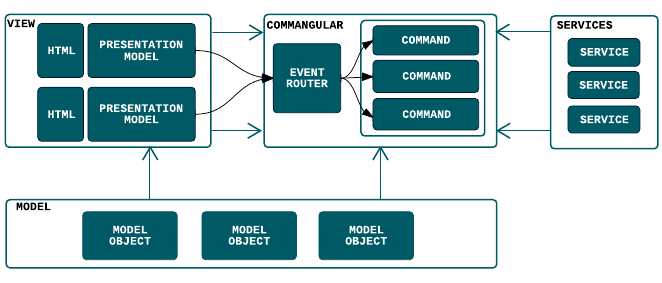 VIEW
HTML
PRESENTATION
MODEL
HTML
PRESENTATION
MODEL
COMMANGULAR
EVENT
ROUTER
COMMAND
COMMAND
COMMAND
SERVICES
SERVICE
SERVICE
SERVICE
MODEL
MODEL
OBJECT
MODEL
OBJECT
MODEL
OBJECT